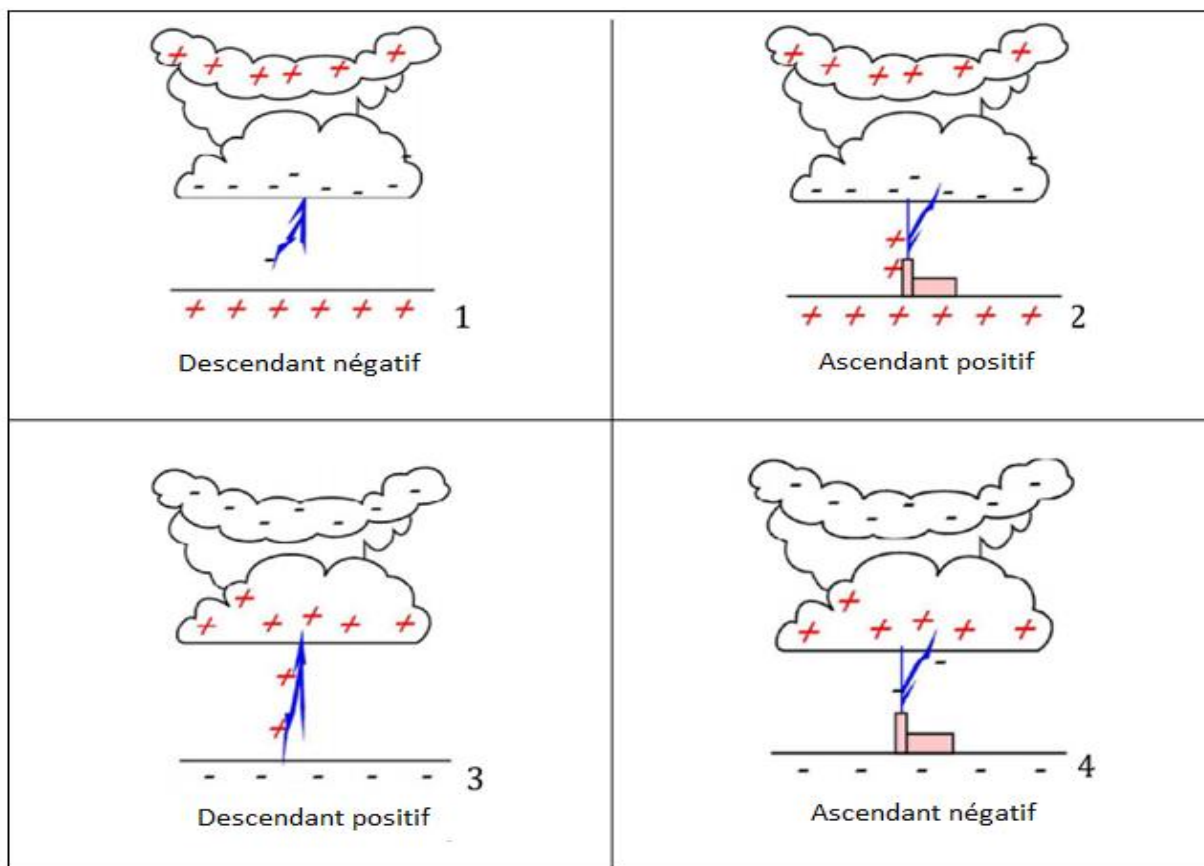 + + + + + +
- - - - - - - -
-
+ + + + + +
1
Descendant négatif
+ + + + + +
- - - - - - -
+
+
+ + + + + +
2
Ascendant positif
- - - - - -
+ + + + + +
+
+
- - - - -
3
Descendant positif
- - - - - -
+ + + + + +
-
-
- - - - -
4
Ascendant négatif